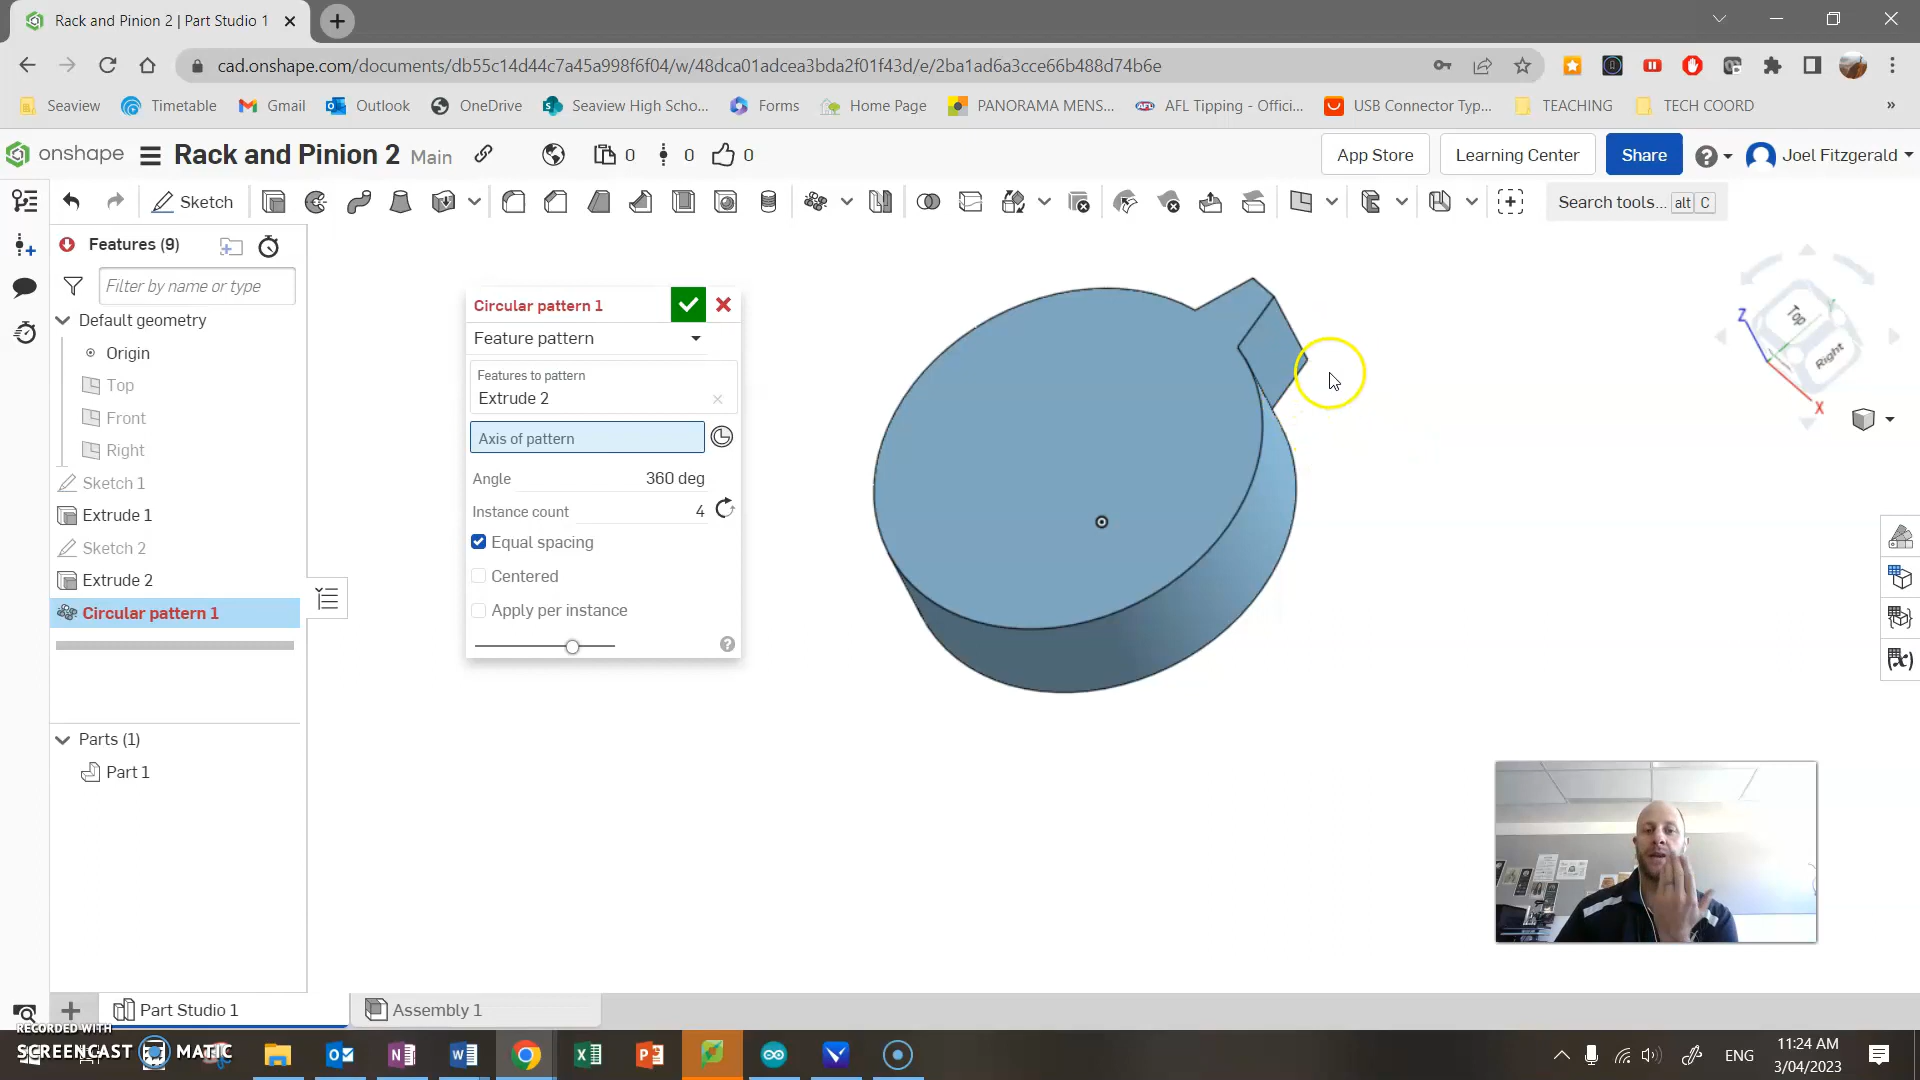 Rack and Pinion 2 | Part Studio 1
cad.onshape.com/documents/db55c14d44c7a45a998f6f04/w/48dca01adcea3bda2f01f43d/e/2ba1ad6a3cce66b488d74b6e
Seaview Timetable Gmail Outlook OneDrive Seaview High Scho... Forms Home Page PANORAMA MENS... AFL Tipping - Offici... USB Connector Typ... TEACHING TECH COORD »
onshape Rack and Pinion 2 Main 0 0 0 App Store Learning Center Share Joel Fitzgerald
Sketch Search tools... alt C
Features (9)
Filter by name or type
Default geometry
Origin
Top
Front
Right
Sketch 1
Extrude 1
Sketch 2
Extrude 2
Circular pattern 1
Parts (1)
Part 1
Circular pattern 1
Feature pattern
Features to pattern
Extrude 2
Axis of pattern
Angle 360 deg
Instance count 4
Equal spacing
Centered
Apply per instance
Z
Top
Right
X
Part Studio 1 Assembly 1
RECORDED WITH
SCREENCAST MATIC
ENG
11:24 AM
3/04/2023